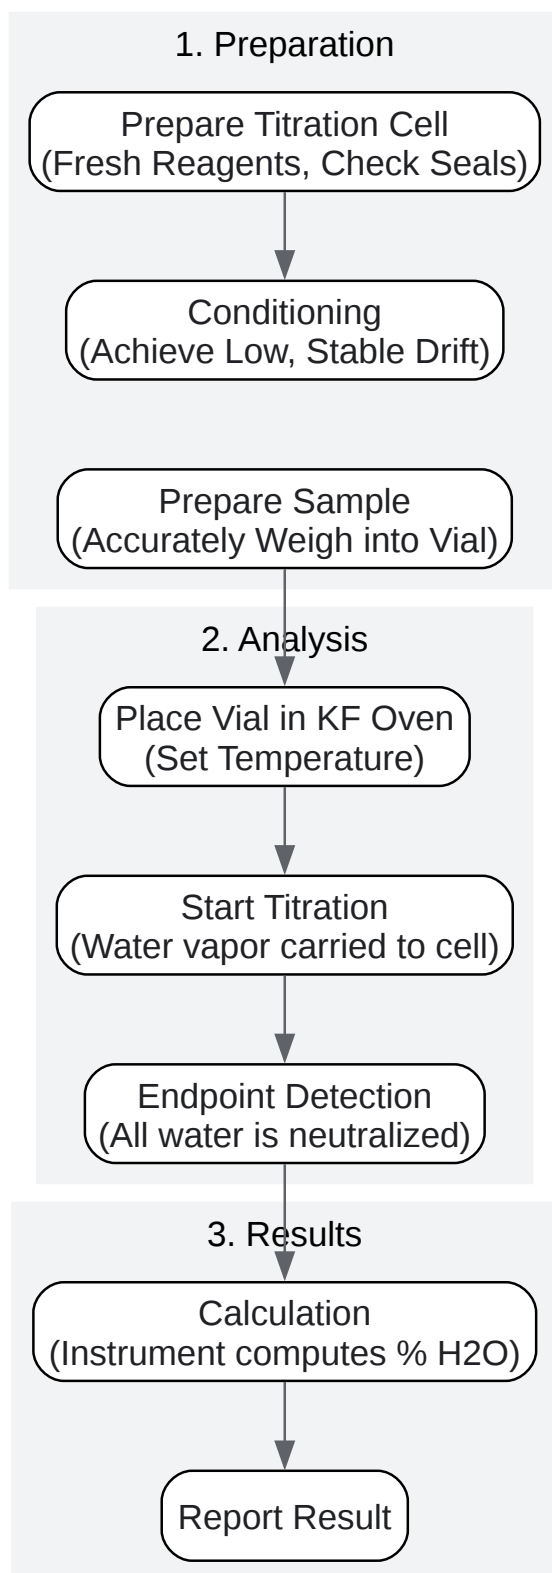 1. Preparation
Prepare Titration Cell
(Fresh Reagents, Check Seals)
Conditioning
(Achieve Low, Stable Drift)
Prepare Sample
(Accurately Weigh into Vial)
2. Analysis
Place Vial in KF Oven
(Set Temperature)
Start Titration
(Water vapor carried to cell)
Endpoint Detection
(All water is neutralized)
3. Results
Calculation
(Instrument computes % H2O)
Report Result